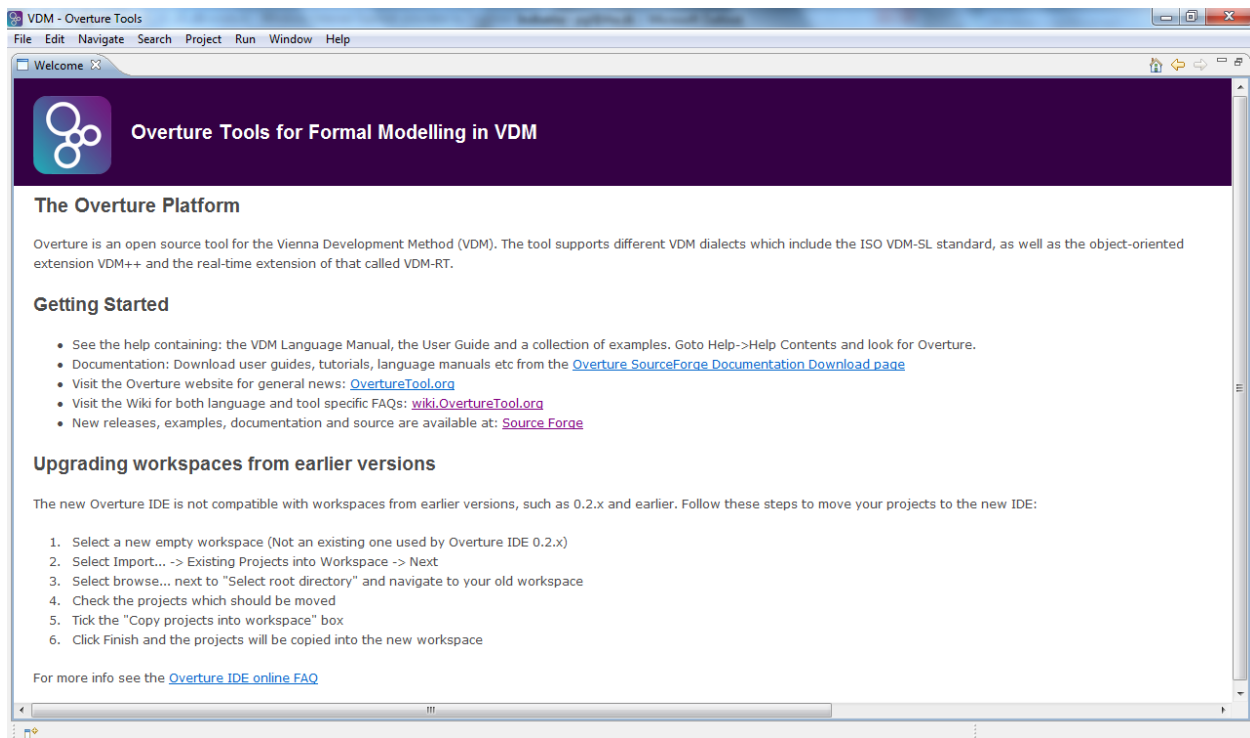 VDM - Overture Tools
File Edit Navigate Search Project Run Window Help
Welcome
Overture Tools for Formal Modelling in VDM
The Overture Platform
Overture is an open source tool for the Vienna Development Method (VDM). The tool supports different VDM dialects which include the ISO VDM-SL standard, as well as the object-oriented
extension VDM++ and the real-time extension of that called VDM-RT.
Getting Started
• See the help containing: the VDM Language Manual, the User Guide and a collection of examples. Goto Help->Help Contents and look for Overture.
• Documentation: Download user guides, tutorials, language manuals etc from the Overture SourceForge Documentation Download page
• Visit the Overture website for general news: OvertureTool.org
• Visit the Wiki for both language and tool specific FAQs: wiki.OvertureTool.org
• New releases, examples, documentation and source are available at: Source Forge
Upgrading workspaces from earlier versions
The new Overture IDE is not compatible with workspaces from earlier versions, such as 0.2.x and earlier. Follow these steps to move your projects to the new IDE:
1. Select a new empty workspace (Not an existing one used by Overture IDE 0.2.x)
2. Select Import... -> Existing Projects into Workspace -> Next
3. Select browse... next to "Select root directory" and navigate to your old workspace
4. Check the projects which should be moved
5. Tick the "Copy projects into workspace" box
6. Click Finish and the projects will be copied into the new workspace
For more info see the Overture IDE online FAQ